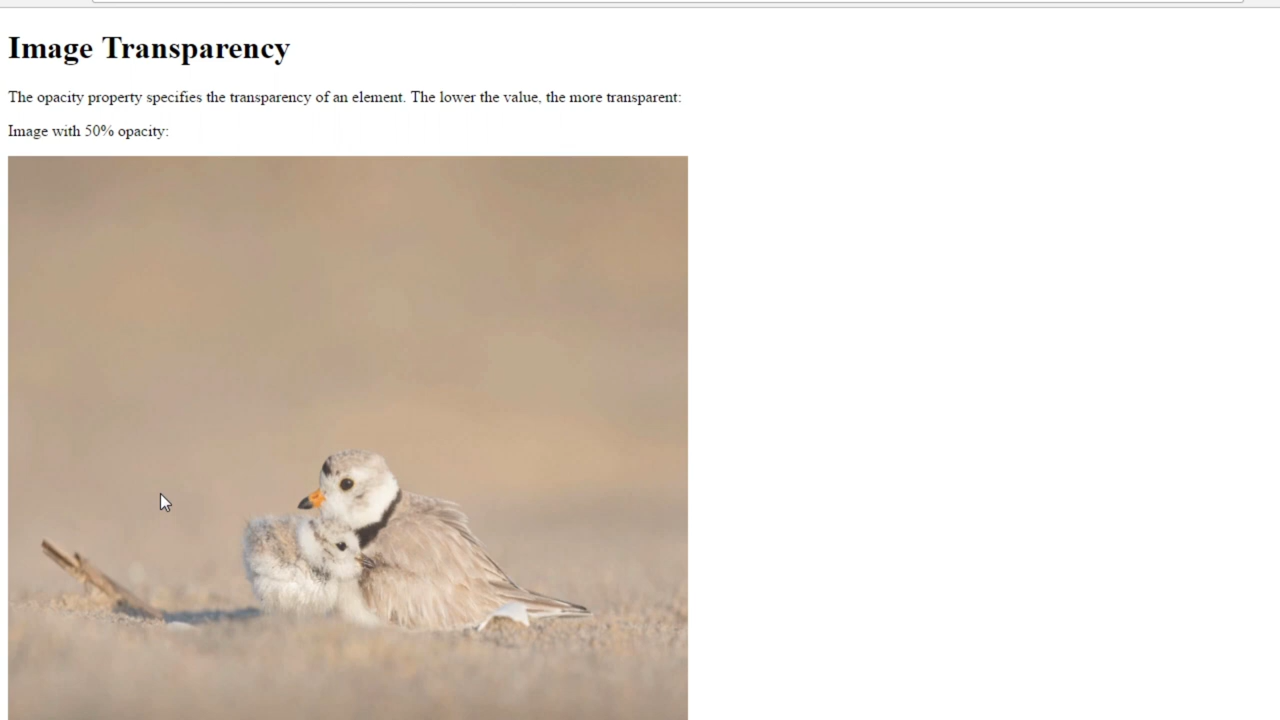 Image Transparency
The opacity property specifies the transparency of an element. The lower the value, the more transparent:
Image with 50% opacity: